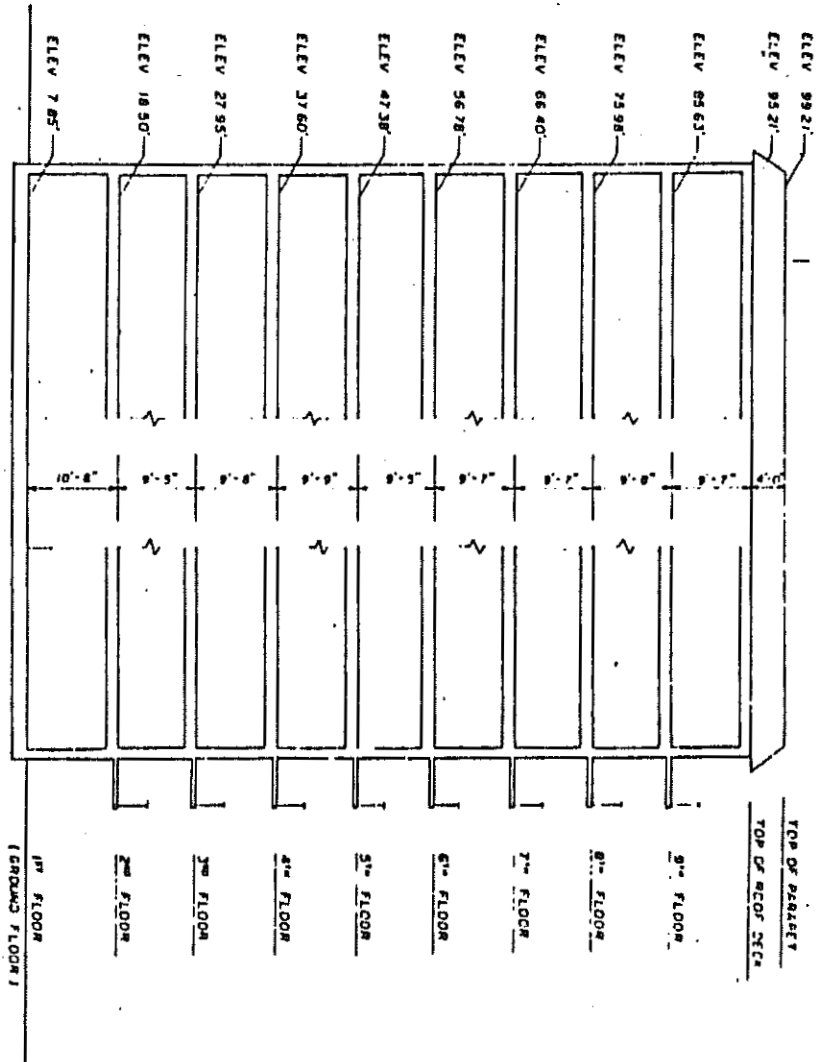 ELEV 99.21'
ELEV 95.21'
ELEV 85.63'
ELEV 75.98'
ELEV 66.40'
ELEV 56.78'
ELEV 47.38'
ELEV 37.60'
ELEV 27.95'
ELEV 18.50'
ELEV 7.85'
4'-0"
9'-7"
9'-8"
9'-7"
9'-7"
9'-5"
9'-9"
9'-8"
9'-5"
10'-8"
TOP OF PARAPET
TOP OF ROOF DECK
9TH FLOOR
8TH FLOOR
7TH FLOOR
6TH FLOOR
5TH FLOOR
4TH FLOOR
3RD FLOOR
2ND FLOOR
1ST FLOOR
(GROUND FLOOR)